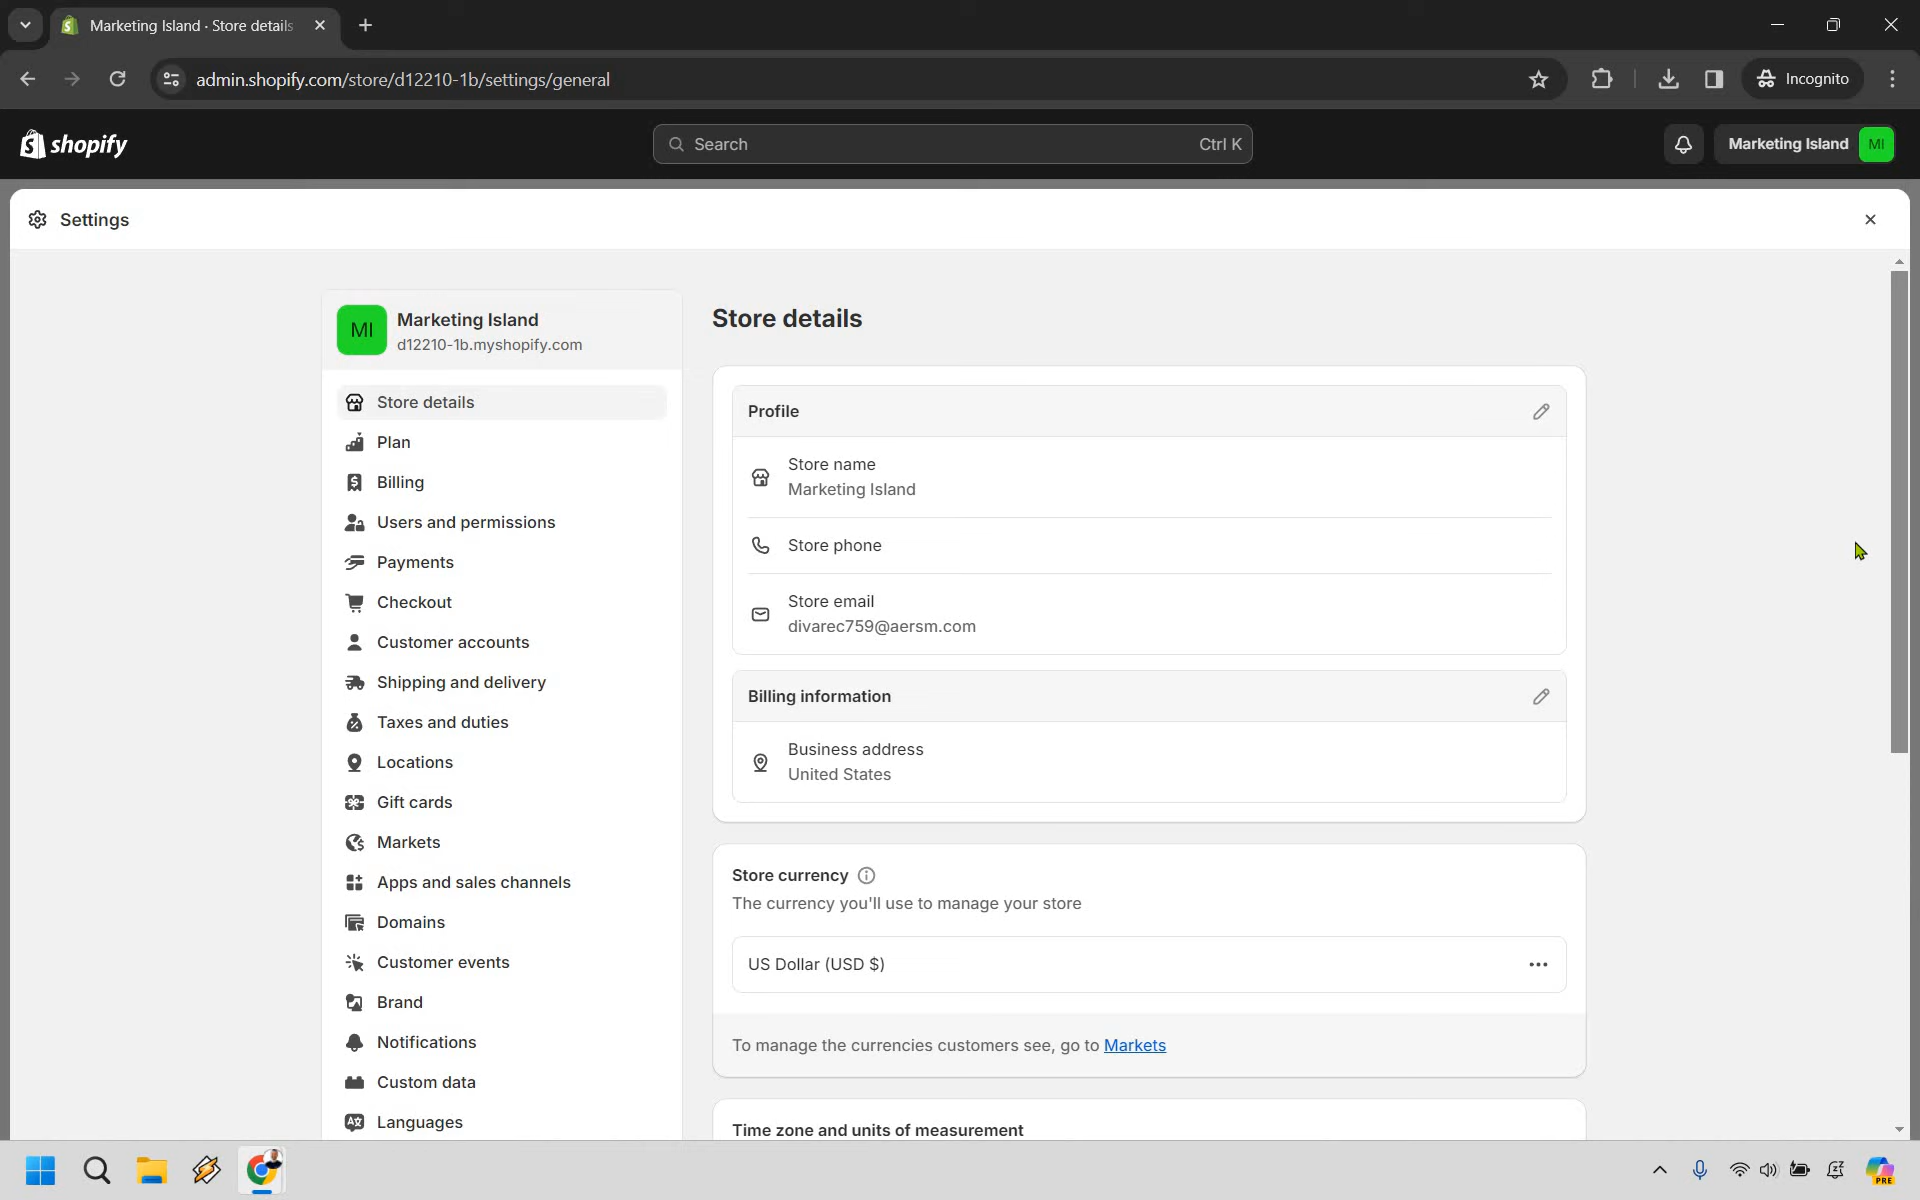 Marketing Island · Store details
admin.shopify.com/store/d12210-1b/settings/general
Incognito
shopify
Search
Ctrl K
Marketing Island
MI
Settings
MI
Marketing Island
d12210-1b.myshopify.com
Store details
Plan
Billing
Users and permissions
Payments
Checkout
Customer accounts
Shipping and delivery
Taxes and duties
Locations
Gift cards
Markets
Apps and sales channels
Domains
Customer events
Brand
Notifications
Custom data
Languages
Store details
Profile
Store name
Marketing Island
Store phone
Store email
divarec759@aersm.com
Billing information
Business address
United States
Store currency
The currency you'll use to manage your store
US Dollar (USD $)
To manage the currencies customers see, go to Markets
Time zone and units of measurement
PRE